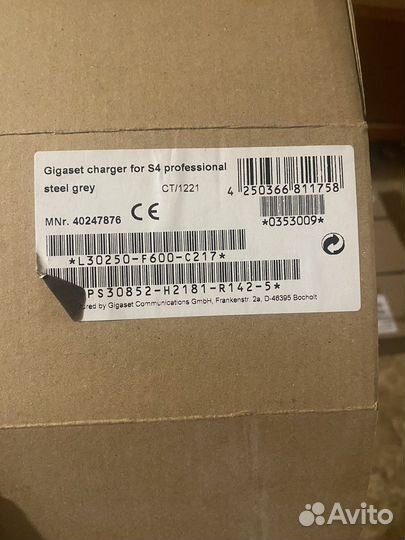 Gigaset charger for S4 professional
steel grey CT/1221
4 250366 811758
MNr. 40247876 CE
*0353009*
*L30250-F600-C217*
PS30852-H2181-R142-5*
by Gigaset Communications GmbH, Frankenstr. 2a, D-46395 Bocholt
Avito